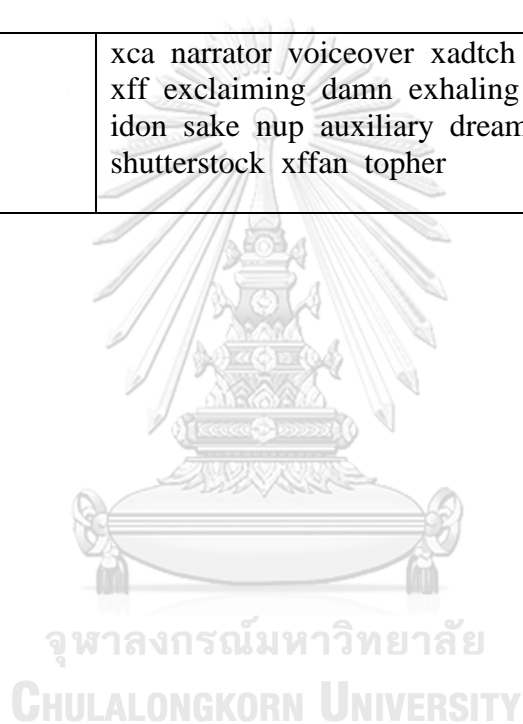 xca narrator voiceover xadtch
xff exclaiming damn exhaling
idon sake nup auxiliary dream
shutterstock xffan topher
จุฬาลงกรณ์มหาวิทยาลัย
CHULALONGKORN UNIVERSITY